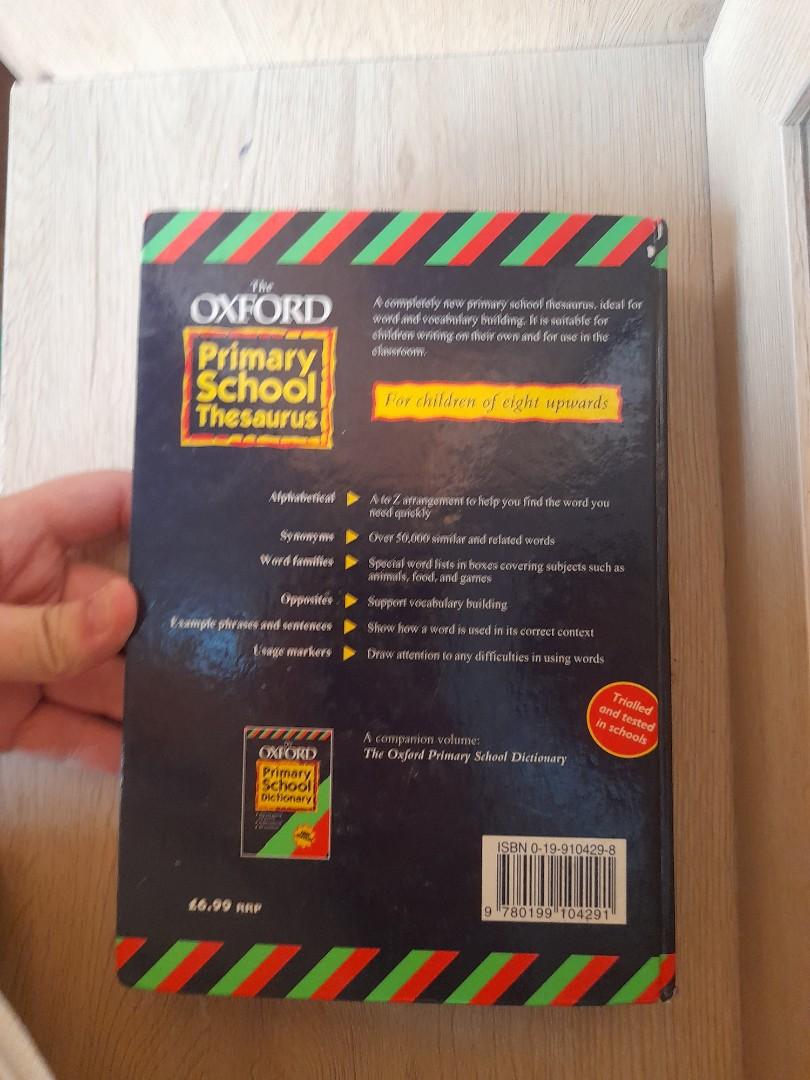 The
OXFORD
Primary
School
Thesaurus
A completely new primary school thesaurus, ideal for
word and vocabulary building. It is suitable for
children writing on their own and for use in the
classroom.
For children of eight upwards
Alphabetical A to Z arrangement to help you find the word you
need quickly
Synonyms Over 50,000 similar and related words
Word families Special word lists in boxes covering subjects such as
animals, food, and games
Opposites Support vocabulary building
Example phrases and sentences Show how a word is used in its correct context
Usage markers Draw attention to any difficulties in using words
Trialled
and tested
in schools
A companion volume:
The Oxford Primary School Dictionary
OXFORD
Primary
School
Dictionary
£6.99 RRP
ISBN 0-19-910429-8
9 780199 104291